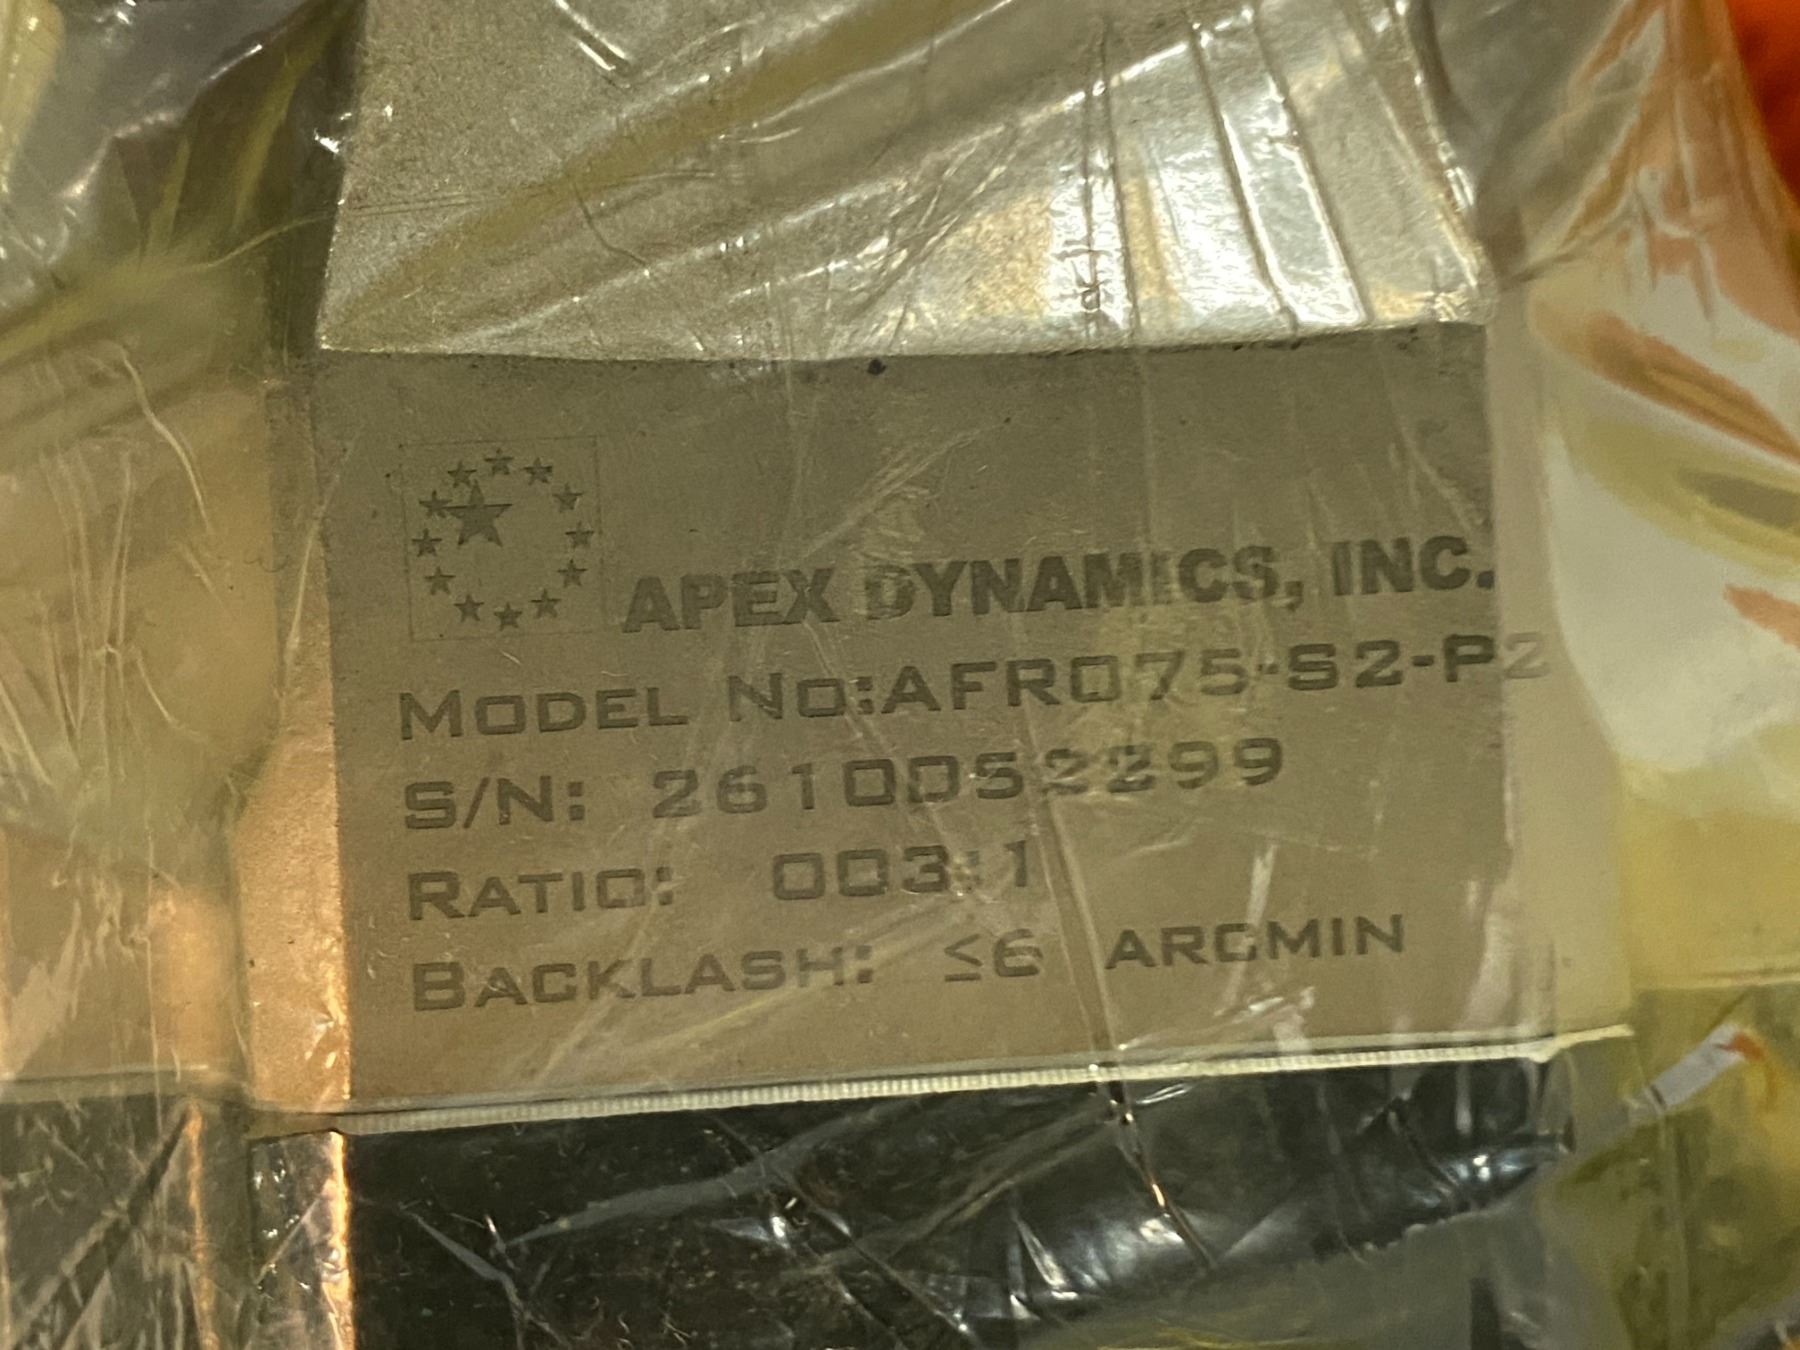 APEX DYNAMICS, INC.
MODEL NO:AFR075-S2-P2
S/N: 2610052299
RATIO: 003:1
BACKLASH: ≤6 ARCMIN